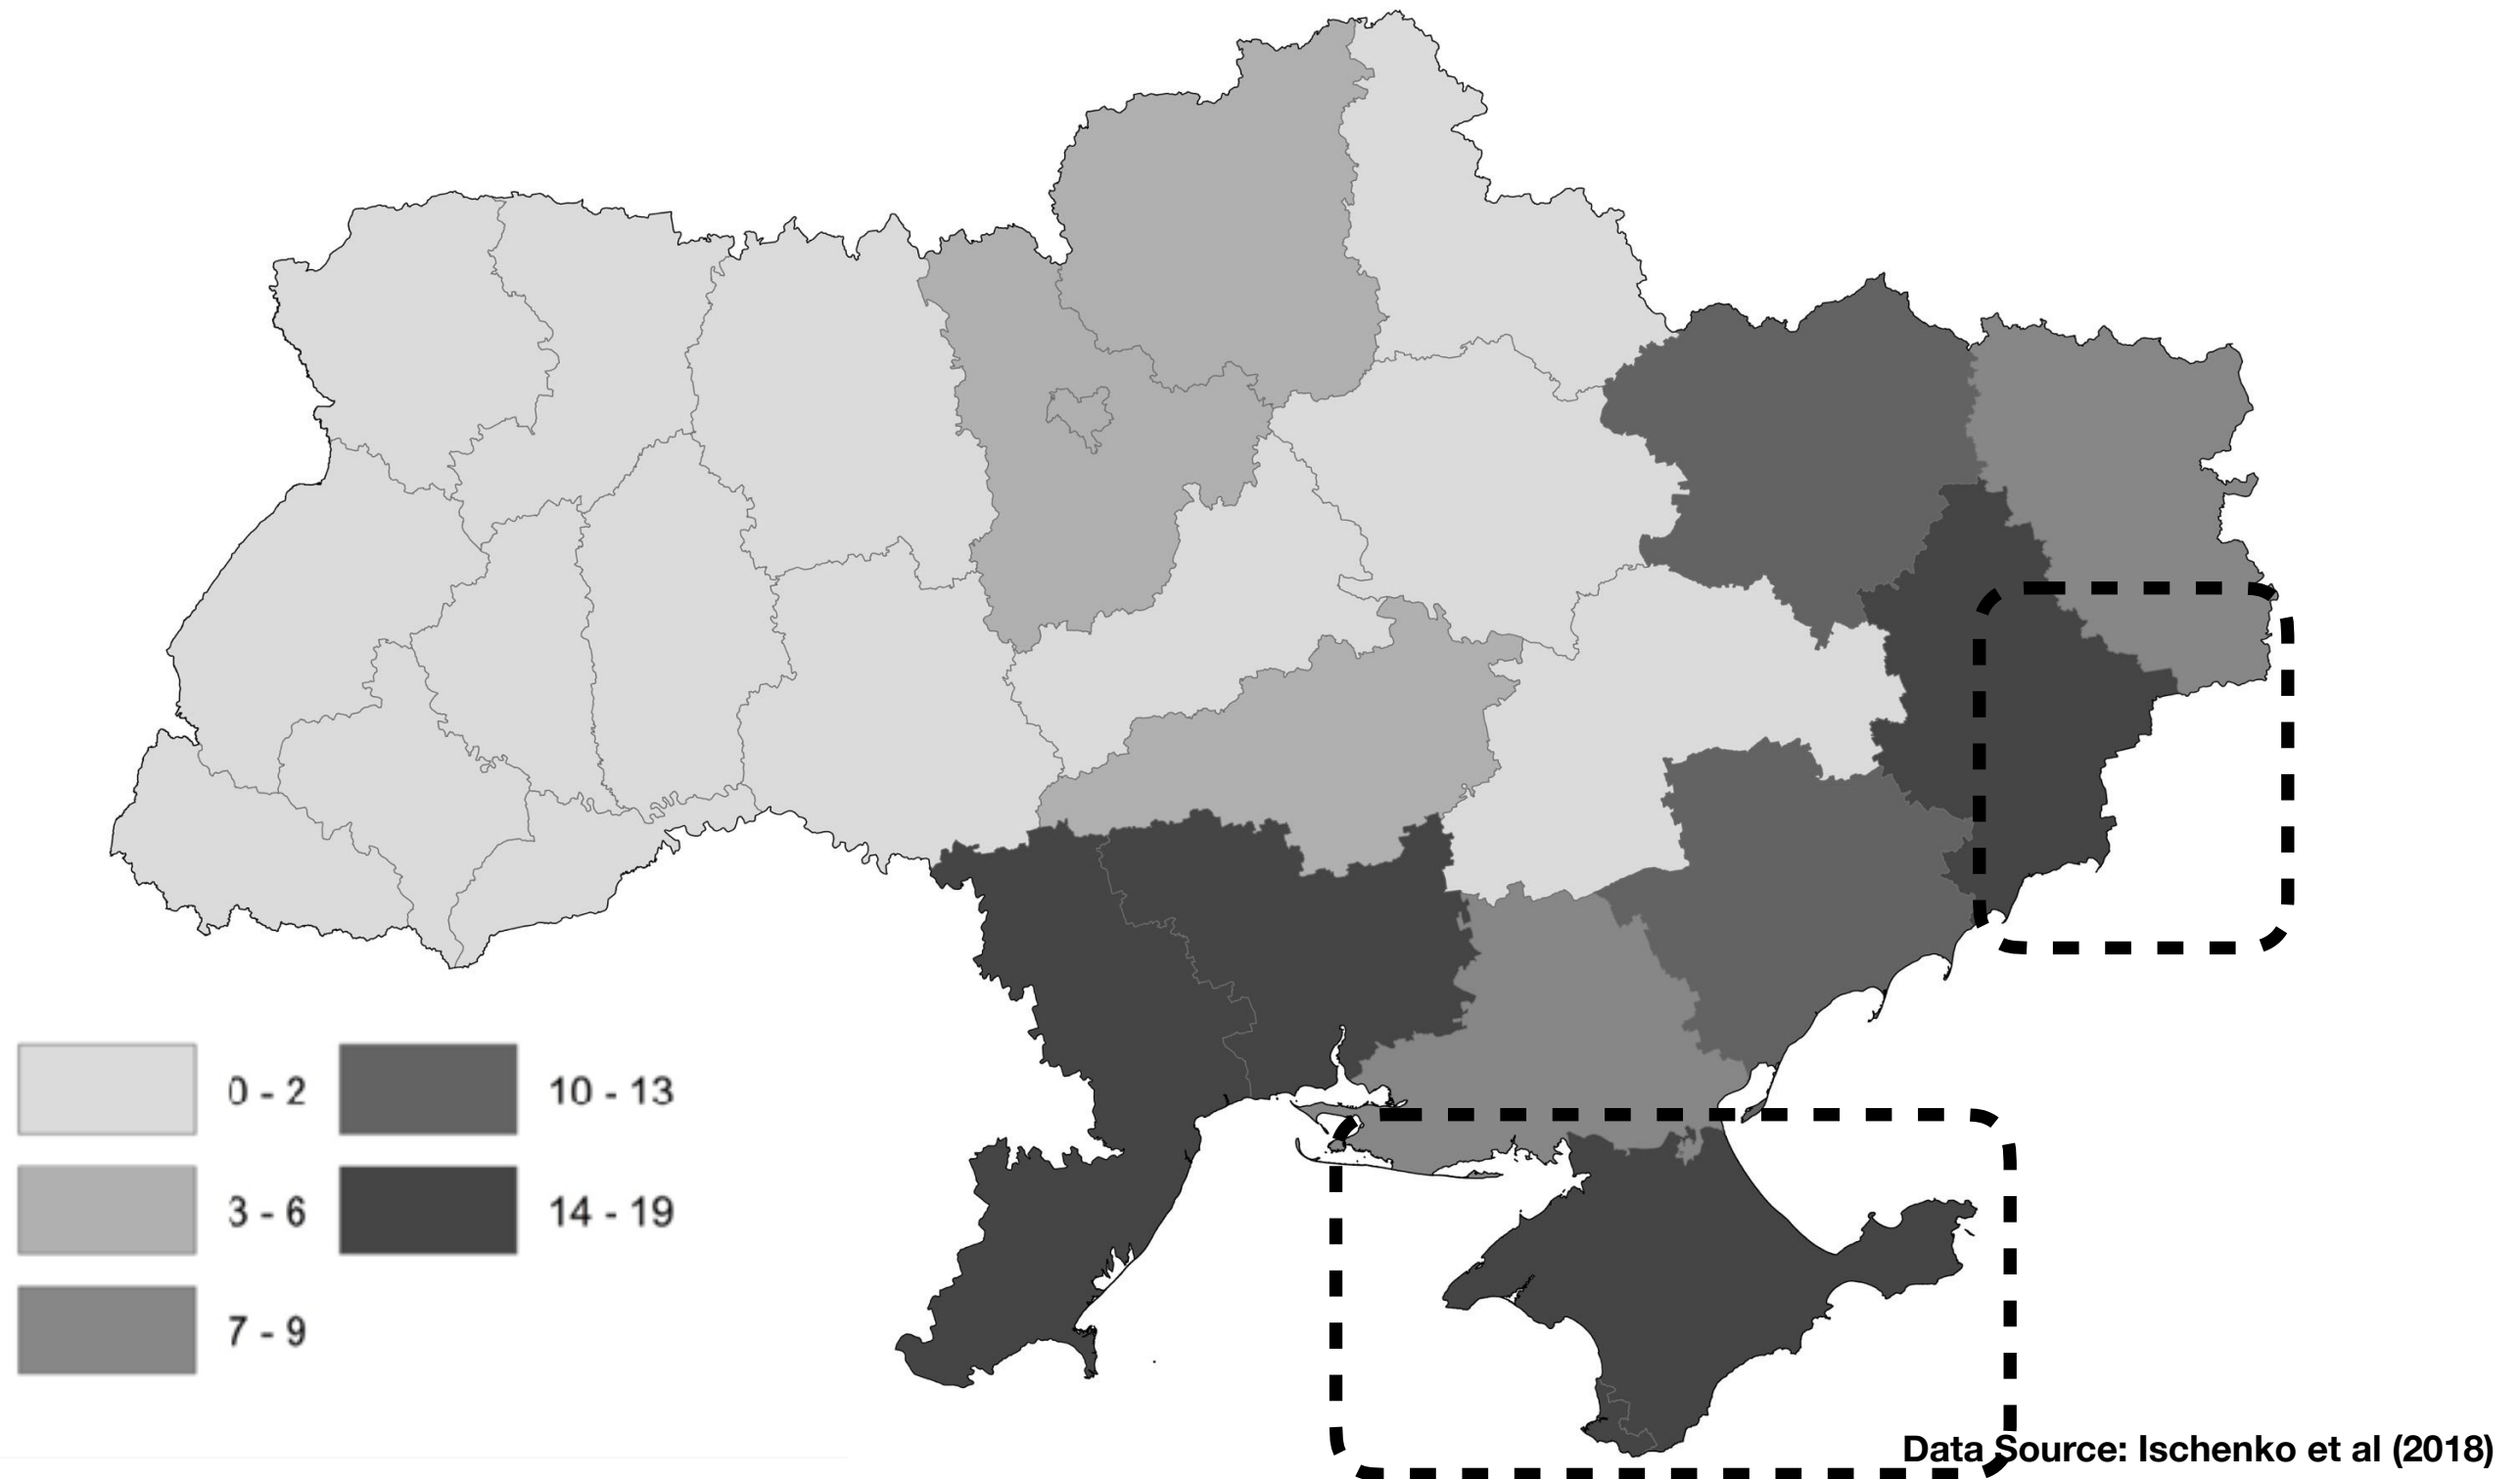 0 - 2
10 - 13
3 - 6
14 - 19
7 - 9
Data Source: Ischenko et al (2018)